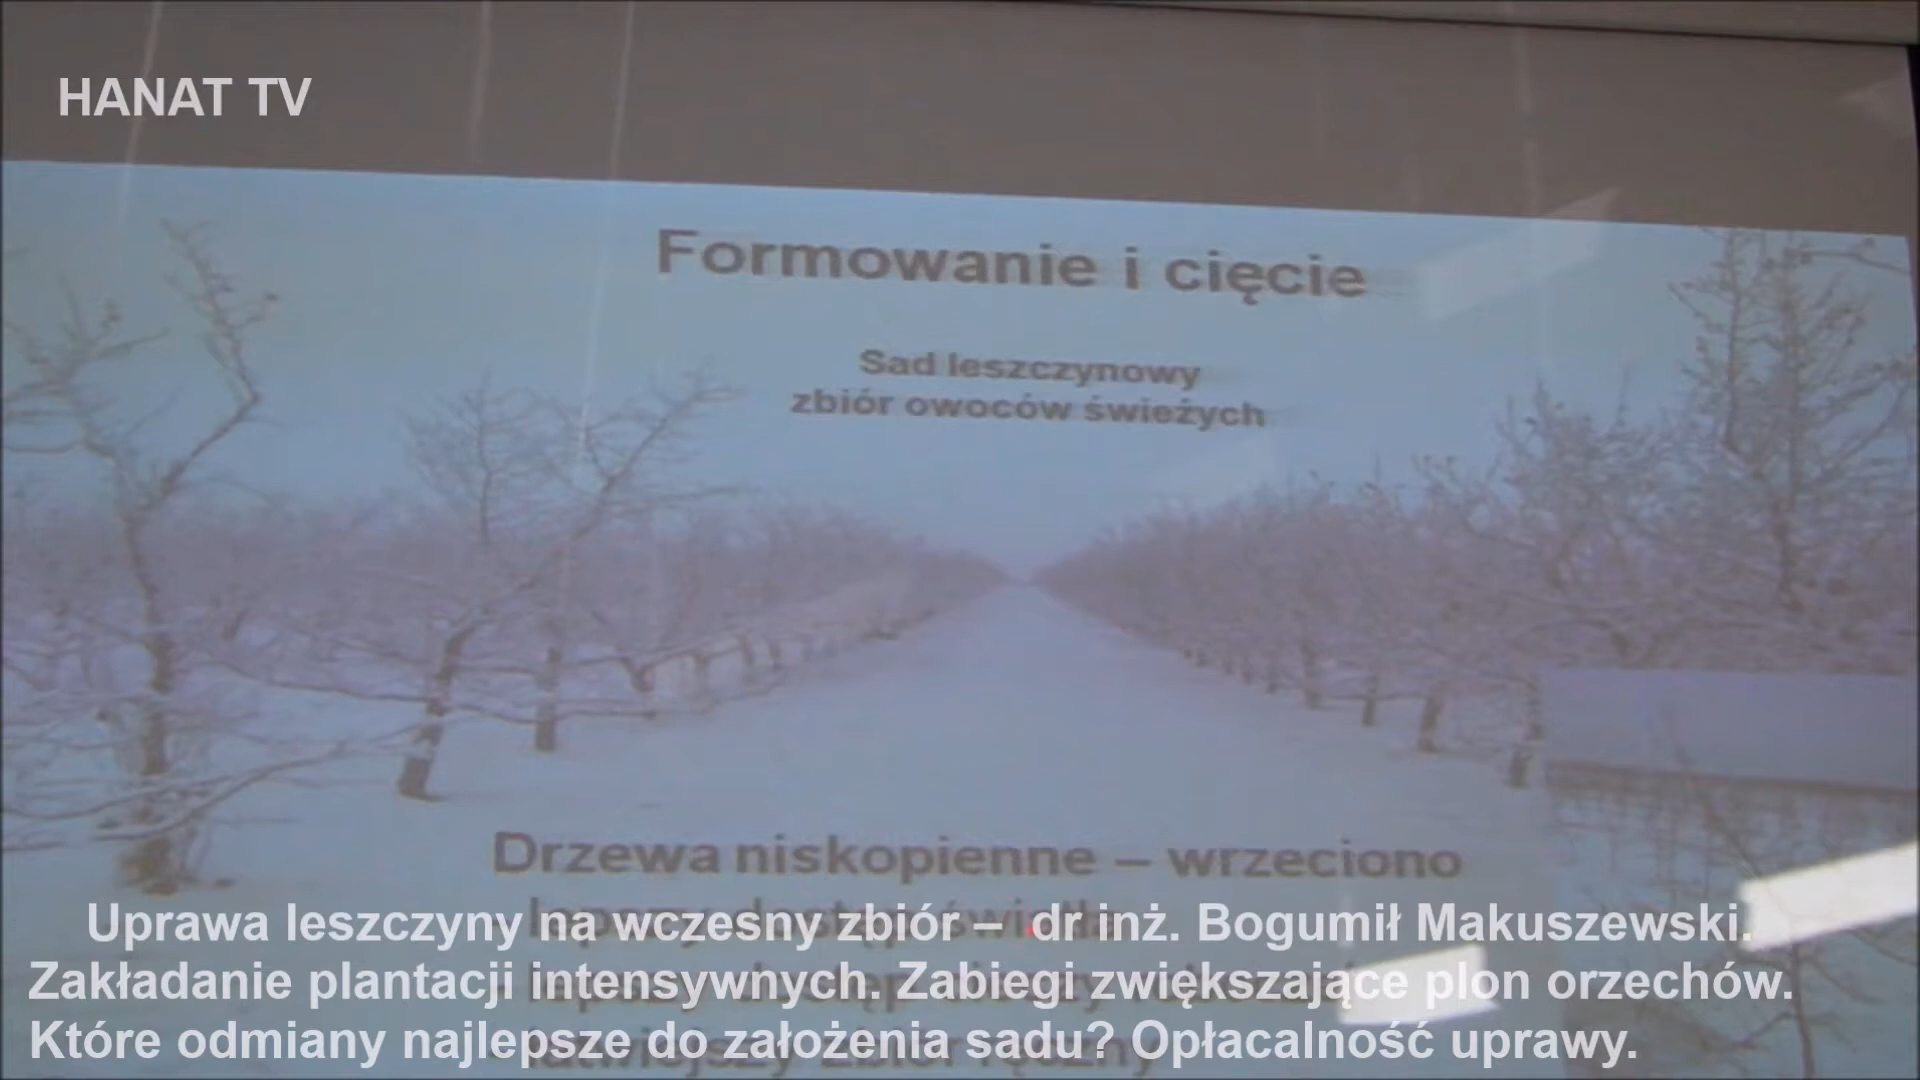 HANAT TV
Formowanie i cięcie
Sad leszczynowy
zbiór owoców świeżych
Drzewa niskopienne – wrzeciono
Uprawa leszczyny na wczesny zbiór – dr inż. Bogumił Makuszewski.
Zakładanie plantacji intensywnych. Zabiegi zwiększające plon orzechów.
Które odmiany najlepsze do założenia sadu? Opłacalność uprawy.